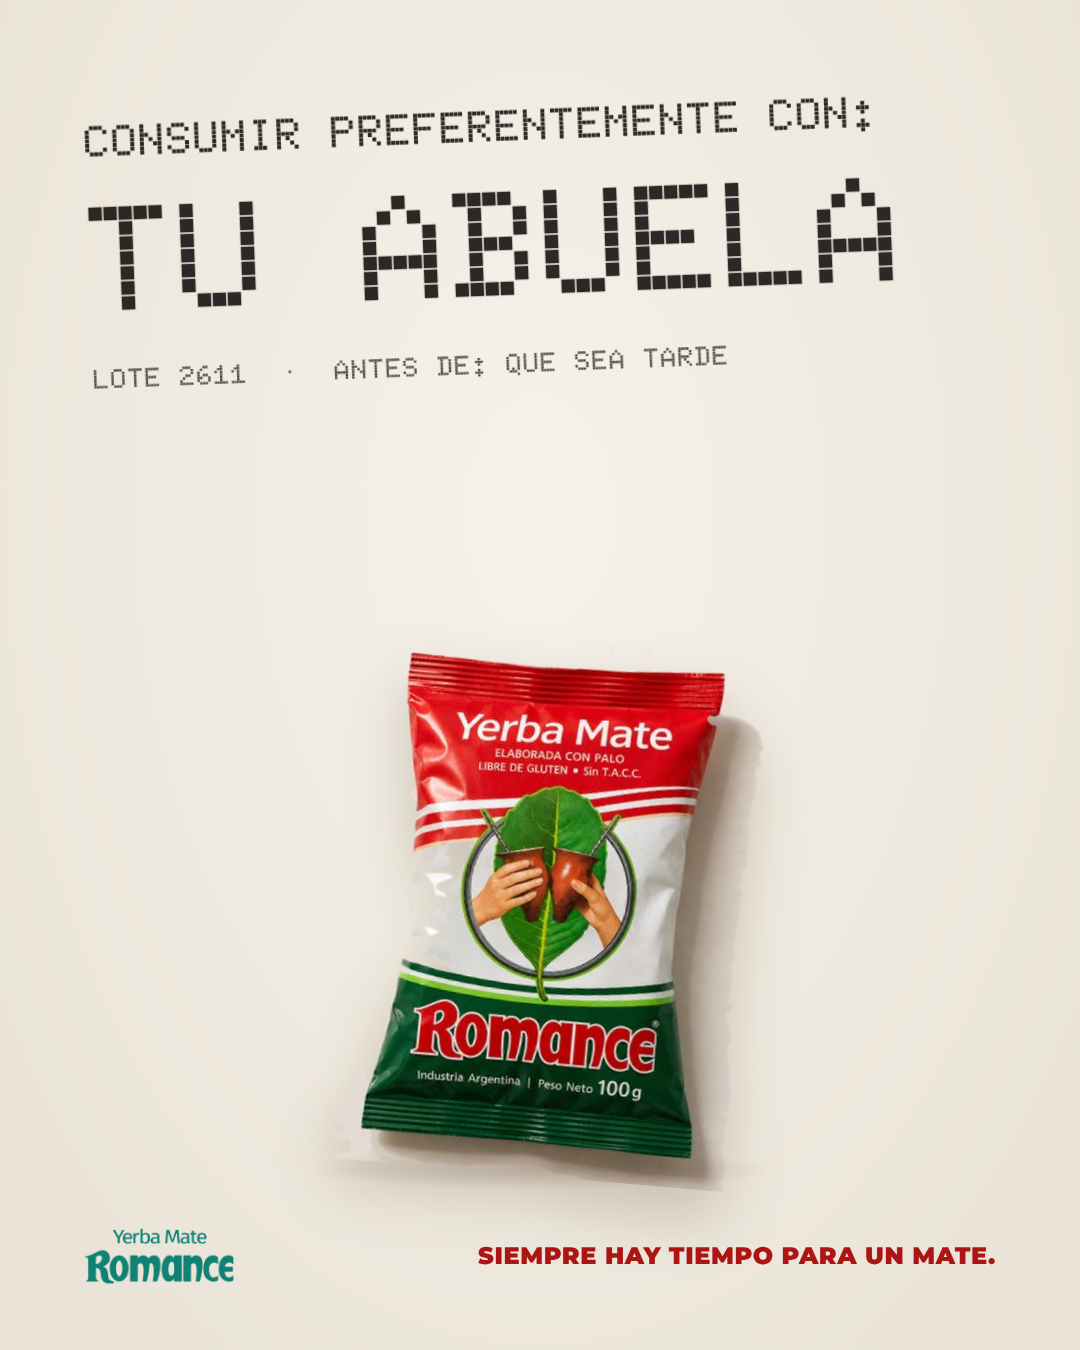 CONSUMIR PREFERENTEMENTE CON:
TU ABUELA
LOTE 2611 · ANTES DE: QUE SEA TARDE
Yerba Mate
ELABORADA CON PALO
LIBRE DE GLUTEN • Sin T.A.C.C.
Romance®
Industria Argentina | Peso Neto 100g
Yerba Mate
Romance
SIEMPRE HAY TIEMPO PARA UN MATE.